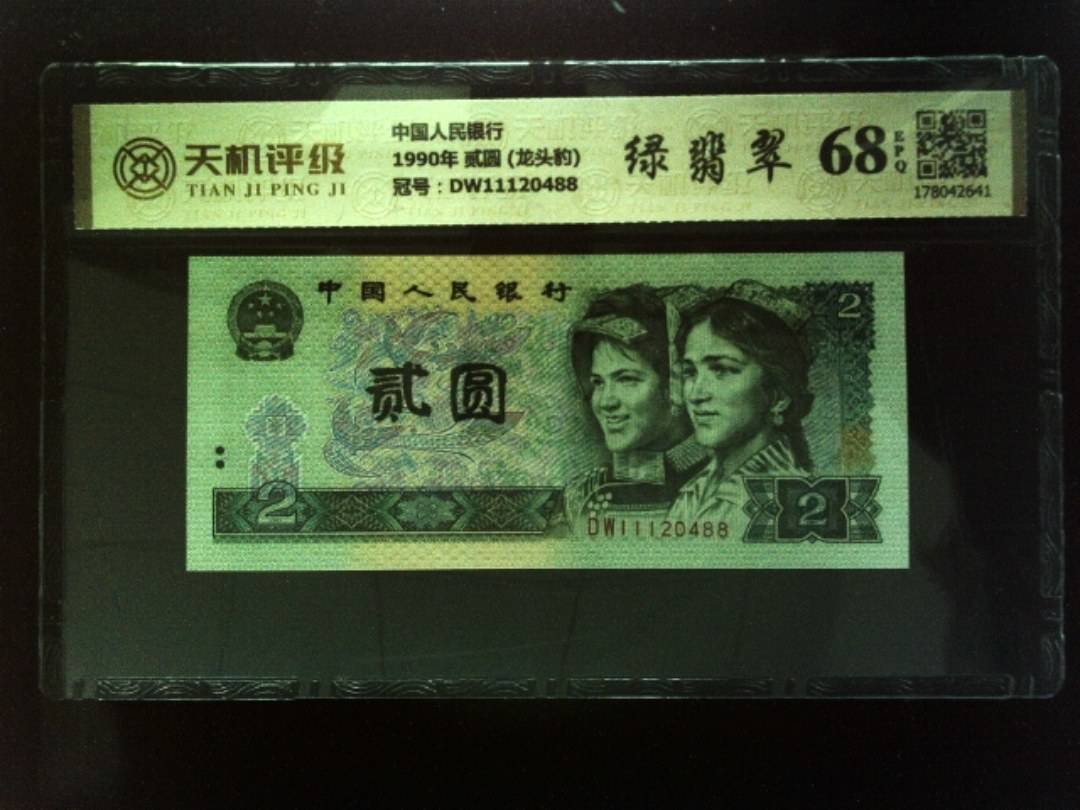 天机评级
TIAN JI PING JI
中国人民银行
1990年 贰圆 (龙头豹)
冠号：DW11120488
绿翡翠
68
EPQ
178042641
中国人民银行
2
贰圆
2
DW11120488
2